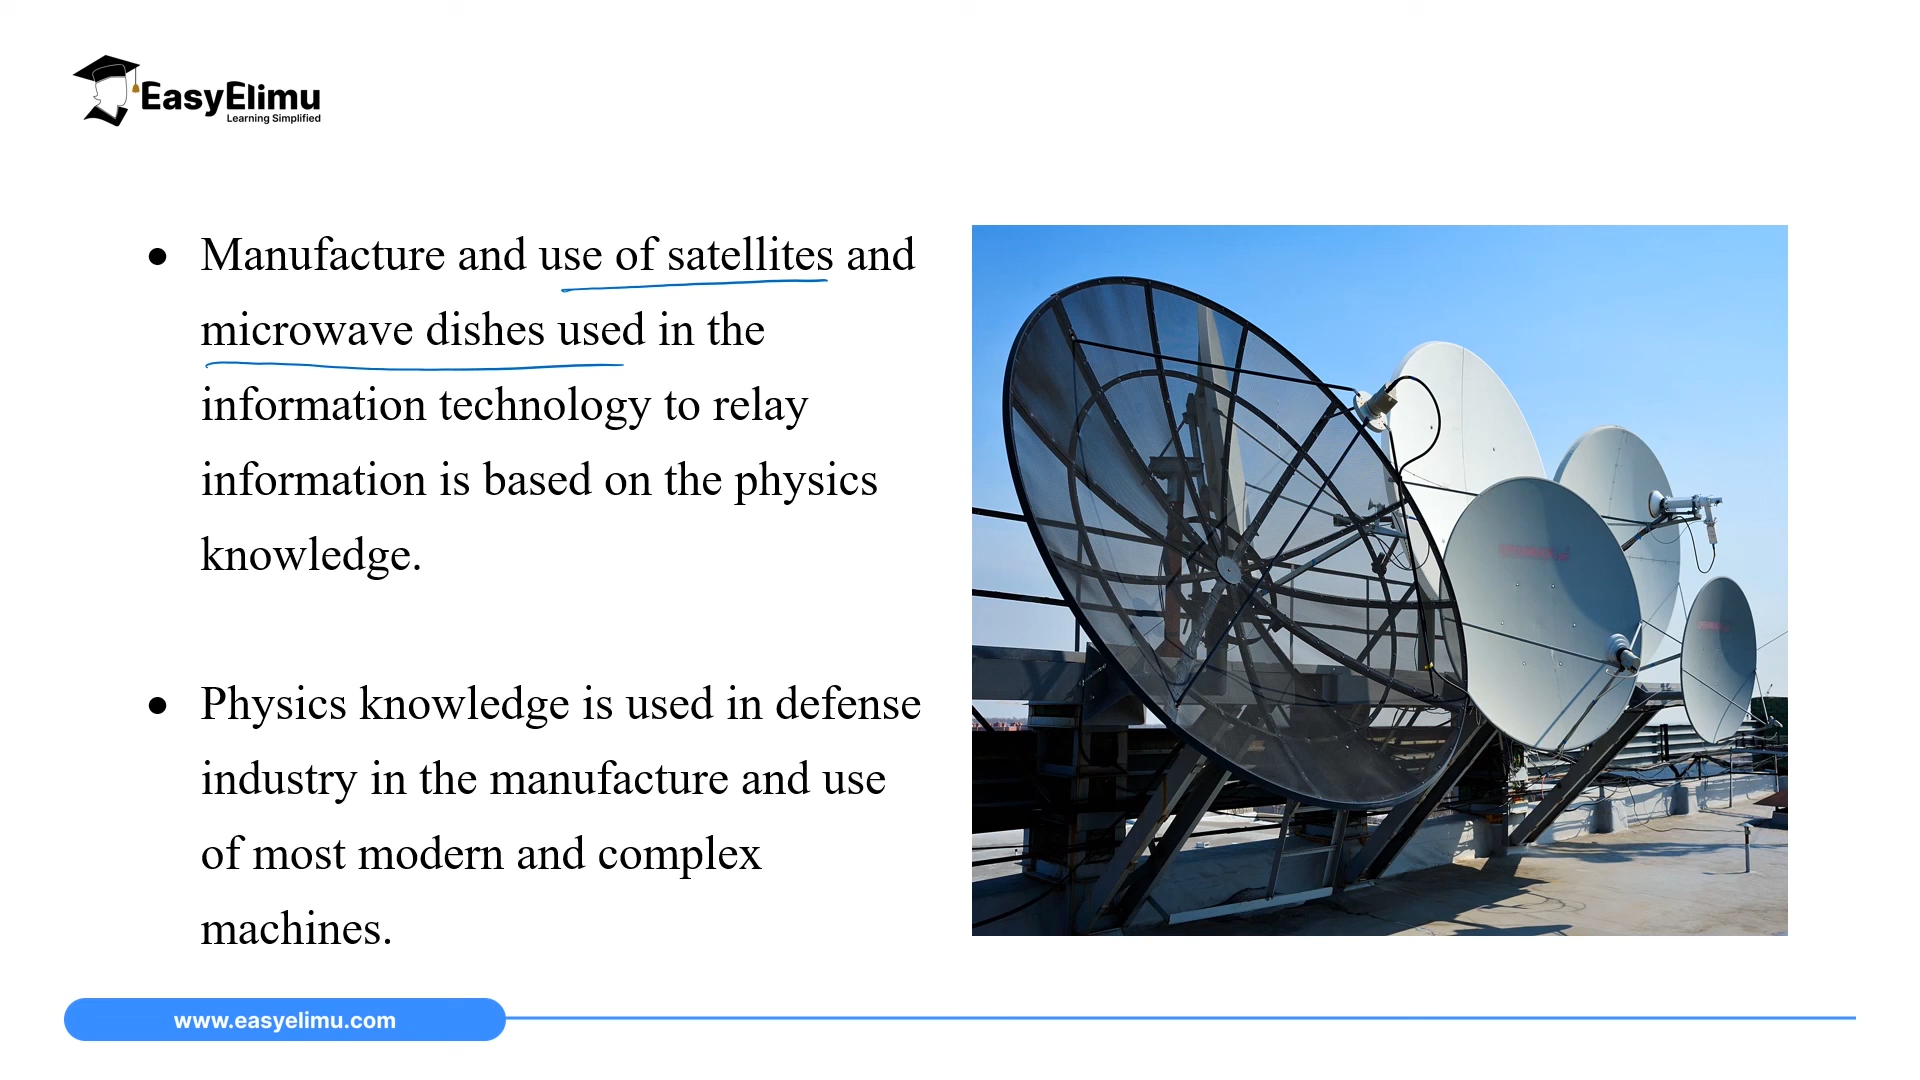 EasyElimu
Learning Simplified
● Manufacture and use of satellites and
microwave dishes used in the
information technology to relay
information is based on the physics
knowledge.
● Physics knowledge is used in defense
industry in the manufacture and use
of most modern and complex
machines.
www.easyelimu.com